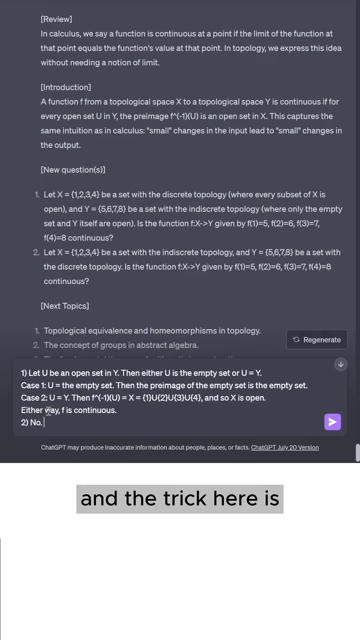 [Review]
In calculus, we say a function is continuous at a point if the limit of the function
at that point equals the function's value at that point. In topology, we express this idea
without needing a notion of limit.
[Introduction]
A function f from a topological space X to a topological space Y is continuous if for
every open set U in Y, the preimage f^(-1)(U) is an open set in X. This captures the
same intuition as in calculus: "small" changes in the input lead to "small" changes in
the output.
[New question(s)]
1. Let X = {1,2,3,4} be a set with the discrete topology (where every subset of X is
open), and Y = {5,6,7,8} be a set with the indiscrete topology (where only the empty
set and Y itself are open). Is the function f:X->Y given by f(1)=5, f(2)=6, f(3)=7,
f(4)=8 continuous?
2. Let X = {1,2,3,4} be a set with the indiscrete topology, and Y = {5,6,7,8} be a set with
the discrete topology. Is the function f:X->Y given by f(1)=5, f(2)=6, f(3)=7, f(4)=8
continuous?
[Next Topics]
1. Topological equivalence and homeomorphisms in topology.
2. The concept of groups in abstract algebra.
Regenerate
1) Let U be an open set in Y. Then either U is the empty set or U = Y.
Case 1: U = the empty set. Then the preimage of the empty set is the empty set.
Case 2: U = Y. Then f^(-1)(U) = X = {1}U{2}U{3}U{4}, and so X is open.
Either way, f is continuous.
2) No.
ChatGPT may produce inaccurate information about people, places, or facts. ChatGPT July 20 Version
and the trick here is